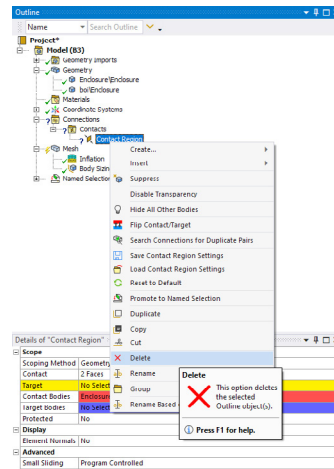 Outline
Name
Search Outline
Project*
Model (B3)
Geometry Imports
Geometry
Enclosure\Enclosure
boi\Enclosure
Materials
Coordinate Systems
Connections
Contacts
Contact Region
Mesh
Inflation
Body Sizin
Named Selection
Create...
Insert
Suppress
Disable Transparency
Hide All Other Bodies
Flip Contact/Target
Search Connections for Duplicate Pairs
Save Contact Region Settings
Load Contact Region Settings
Reset to Default
Promote to Named Selection
Duplicate
Copy
Cut
Delete
Rename
Group
Rename Based
Delete
This option deletes
the selected
Outline object(s).
Press F1 for help.
Details of "Contact Region"
Scope
Scoping Method Geometry
Contact 2 Faces
Target No Select
Contact Bodies Enclosure
Target Bodies No Select
Protected No
Display
Element Normals No
Advanced
Small Sliding Program Controlled